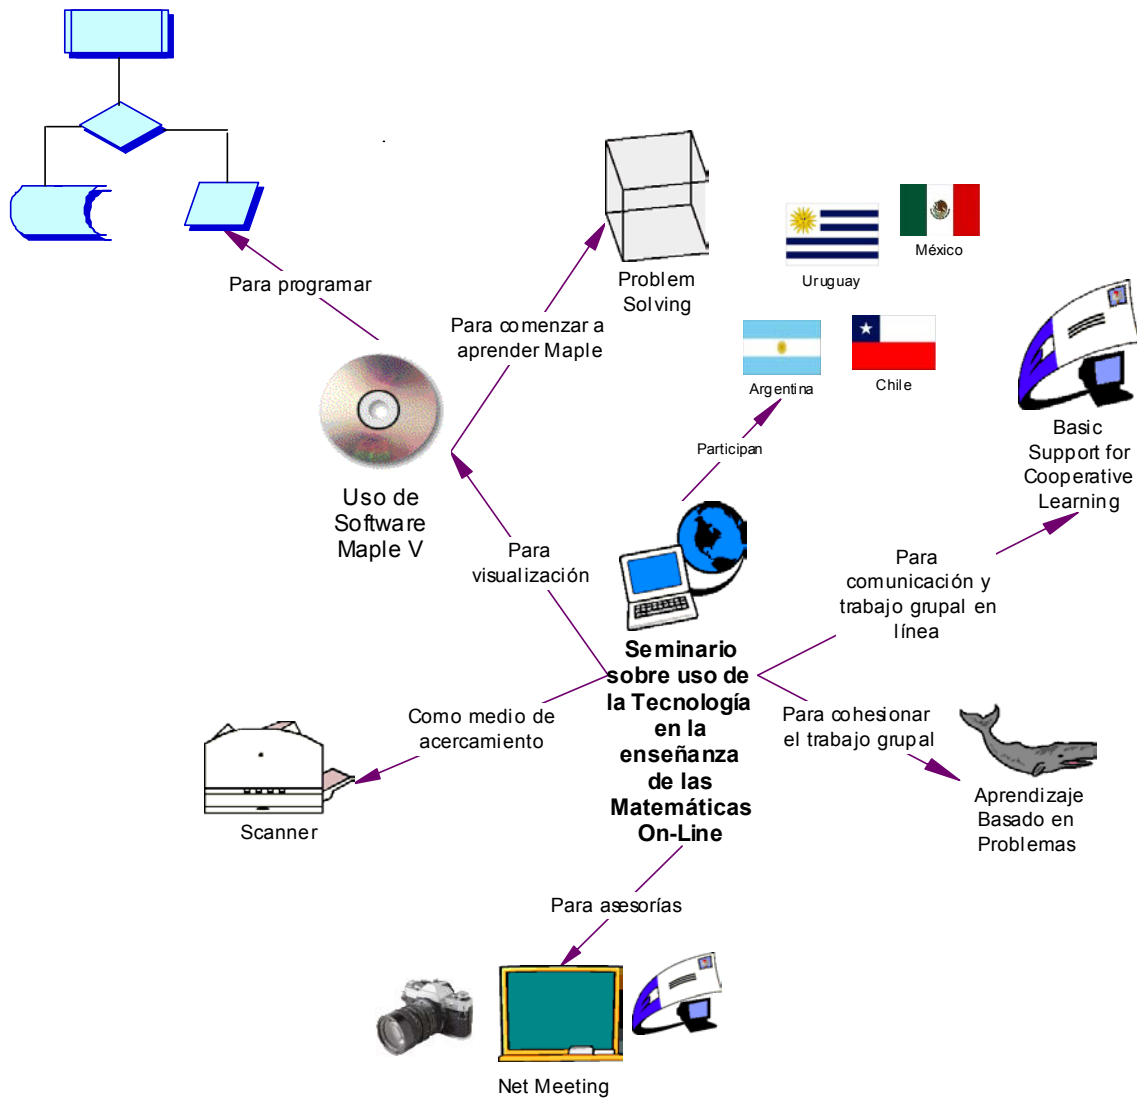 México
Uruguay
Para programar
Problem
Solving
Para comenzar a
aprender Maple
Argentina
Chile
Participan
Basic
Support for
Cooperative
Learning
Uso de
Software
Maple V
Para
visualización
Para
comunicación y
trabajo grupal en
línea
Seminario
sobre uso de
la Tecnología
en la
enseñanza
de las
Matemáticas
On-Line
Como medio de
acercamiento
Para cohesionar
el trabajo grupal
Scanner
Aprendizaje
Basado en
Problemas
Para asesorías
Net Meeting